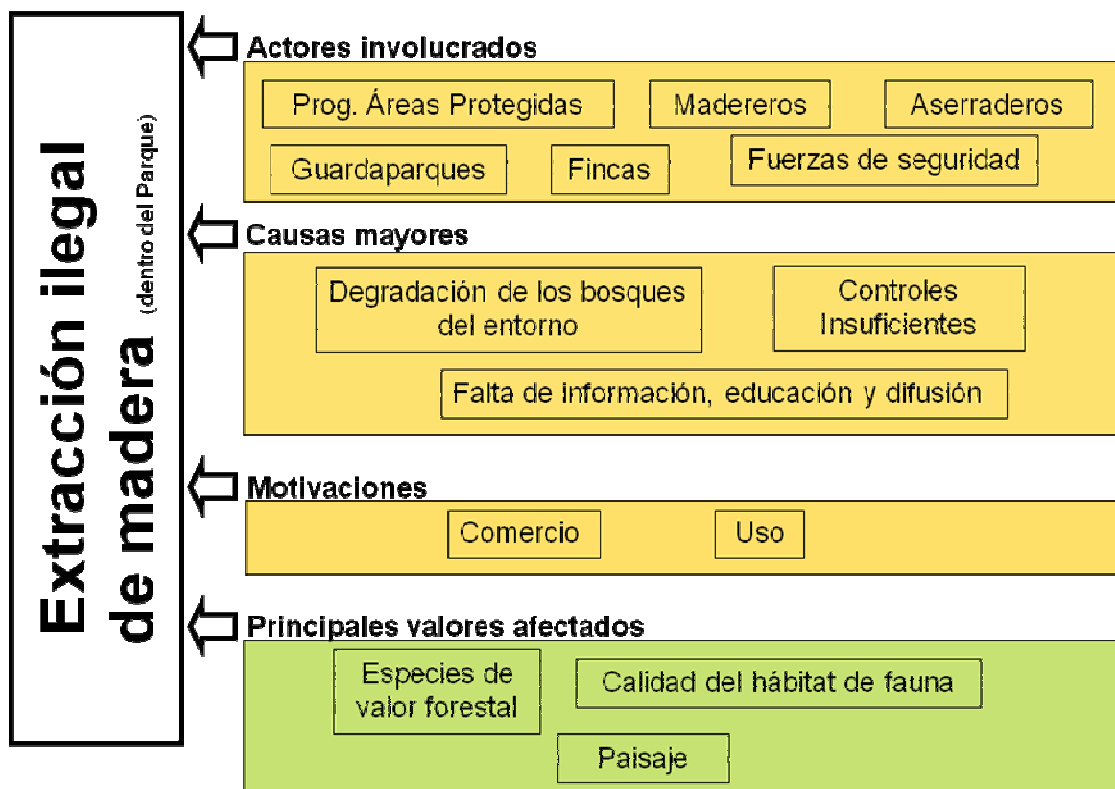 Extracción ilegal
de madera (dentro del Parque)
Actores involucrados
Prog. Áreas Protegidas
Madereros
Aserraderos
Guardaparques
Fincas
Fuerzas de seguridad
Causas mayores
Degradación de los bosques
del entorno
Controles
Insuficientes
Falta de información, educación y difusión
Motivaciones
Comercio
Uso
Principales valores afectados
Especies de
valor forestal
Calidad del hábitat de fauna
Paisaje